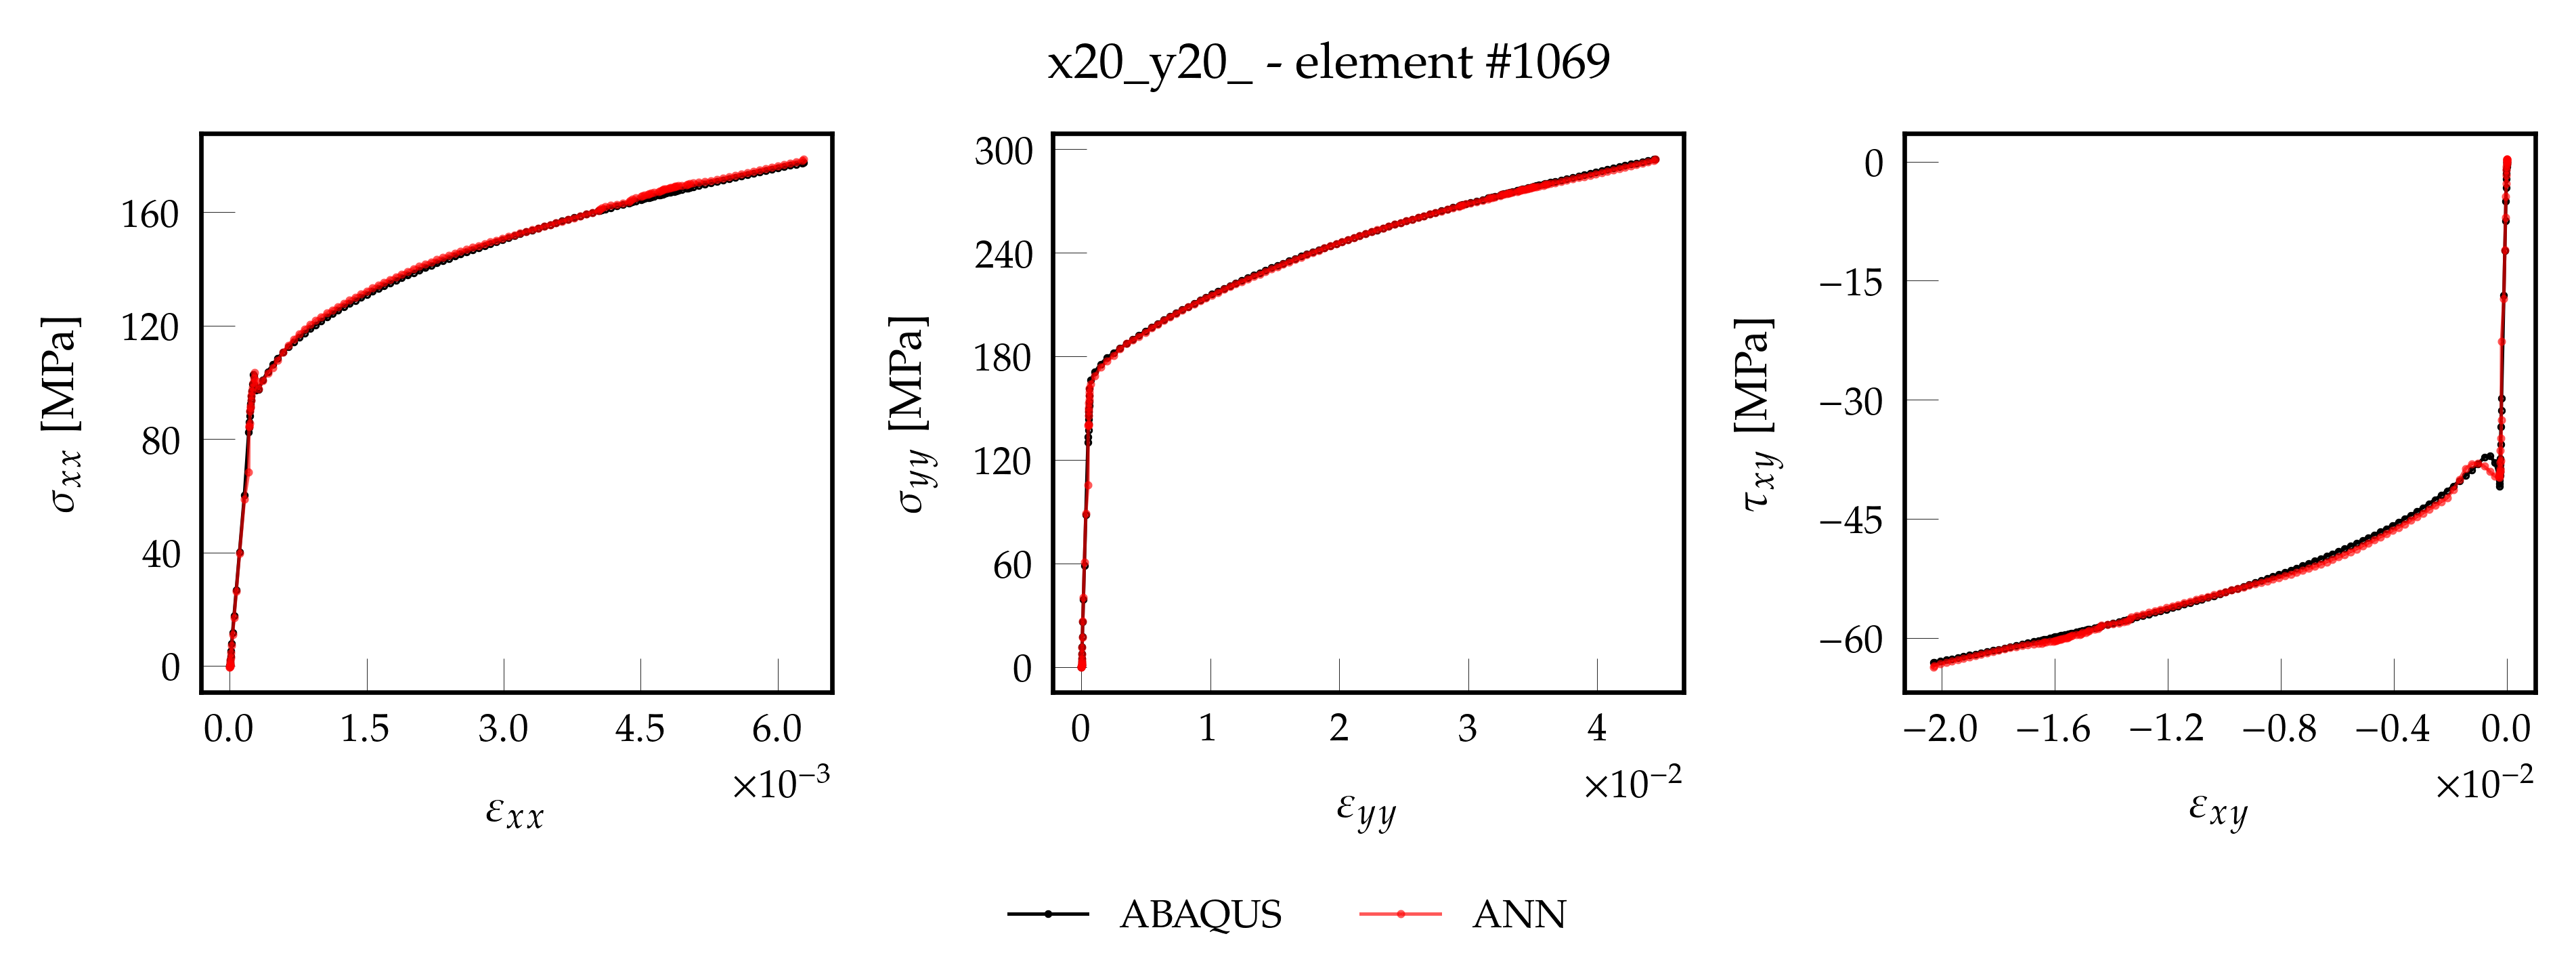 x20_y20_ - element #1069
σxx [MPa]
160
120
80
40
0
0.0 1.5 3.0 4.5 6.0
×10−3
εxx
σyy [MPa]
300
240
180
120
60
0
0 1 2 3 4
×10−2
εyy
τxy [MPa]
0
−15
−30
−45
−60
−2.0 −1.6 −1.2 −0.8 −0.4 0.0
×10−2
εxy
ABAQUS ANN